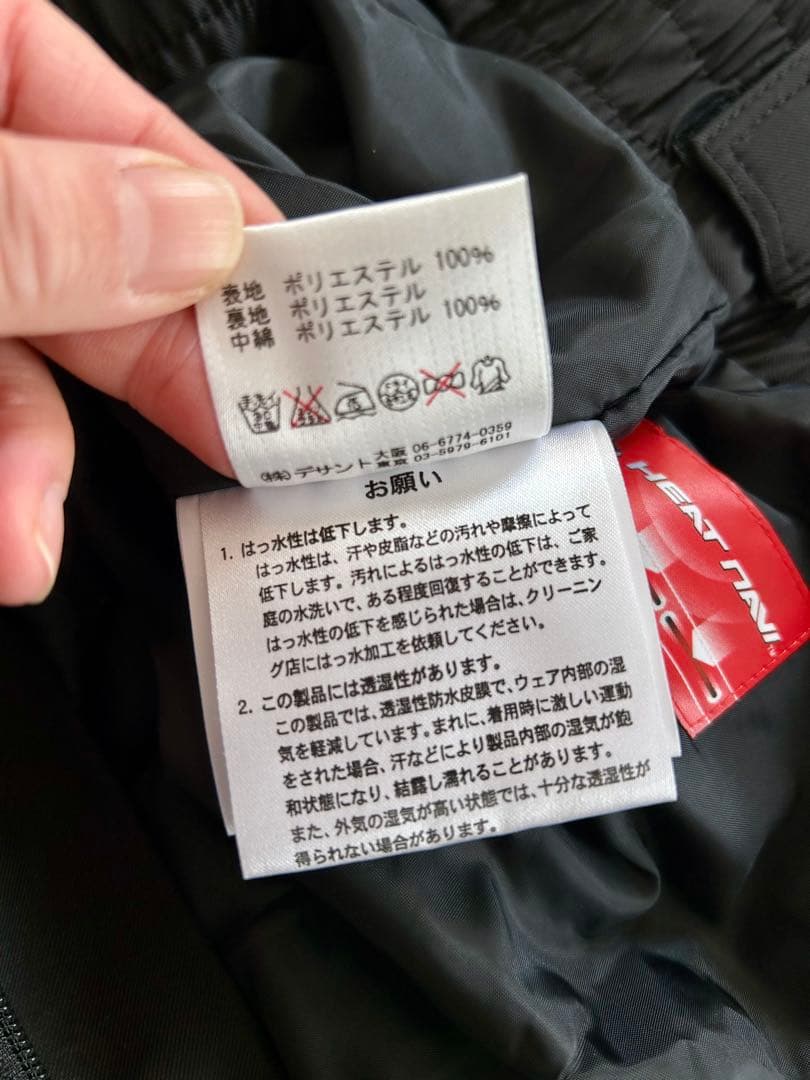 表地 ポリエステル 100%
裏地 ポリエステル
中綿 ポリエステル 100%
(株) デサント 大阪 06-6774-0359
東京 03-5979-6101
お願い
1. はっ水性は低下します。
はっ水性は、汗や皮脂などの汚れや摩擦によって
低下します。汚れによるはっ水性の低下は、ご家
庭の水洗いで、ある程度回復することができます。
はっ水性の低下を感じられた場合は、クリーニン
グ店にはっ水加工を依頼してください。
2. この製品には透湿性があります。
この製品では、透湿性防水皮膜で、ウェア内部の湿
気を軽減しています。まれに、着用時に激しい運動
をされた場合、汗などにより製品内部の湿気が飽
和状態になり、結露し濡れることがあります。
また、外気の湿気が高い状態では、十分な透湿性が
得られない場合があります。
HEAT NAVI